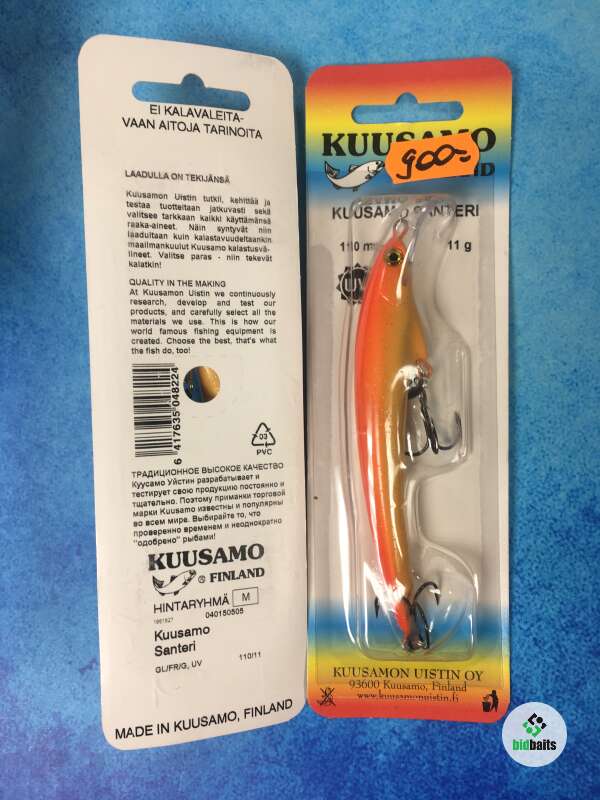 EI KALAVALEITA-
VAAN AITOJA TARINOITA
LAADULLA ON TEKIJÄNSÄ
Kuusamon Uistin tutkii, kehittää ja
testaa tuotteitaan jatkuvasti sekä
valitsee tarkkaan kaikki käyttämänsä
raaka-aineet. Näin syntyvät niin
laaduitaan kuin kalastavuudeltaankin
maailmankuulut Kuusamo kalastusvä-
lineet. Valitse paras - niin tekevät
kalatkin!
QUALITY IN THE MAKING
At Kuusamon Uistin we continuously
research, develop and test our
products, and carefully select all the
materials we use. This is how our
world famous fishing equipment is
created. Choose the best, that's what
the fish do, too!
6 417635 048224
03
PVC
ТРАДИЦИОННОЕ ВЫСОКОЕ КАЧЕСТВО
Куусамо Уйстин разрабатывает и
тестирует свою продукцию постоянно и
тщательно. Поэтому приманки торговой
марки Kuusamo известны и популярны
во всем мире. Выбирайте то, что
проверенно временем и неоднократно
"одобрено" рыбами!
KUUSAMO
® FINLAND
HINTARYHMÄ M
040150505
Kuusamo
Santeri
GL/FR/G, UV 110/11
MADE IN KUUSAMO, FINLAND
KUUSAMO
900:-
KUUSAMO SANTERI
11 g
UV
KUUSAMON UISTIN OY
93600 Kuusamo, Finland
www.kuusamonuistin.fi
bidbaits